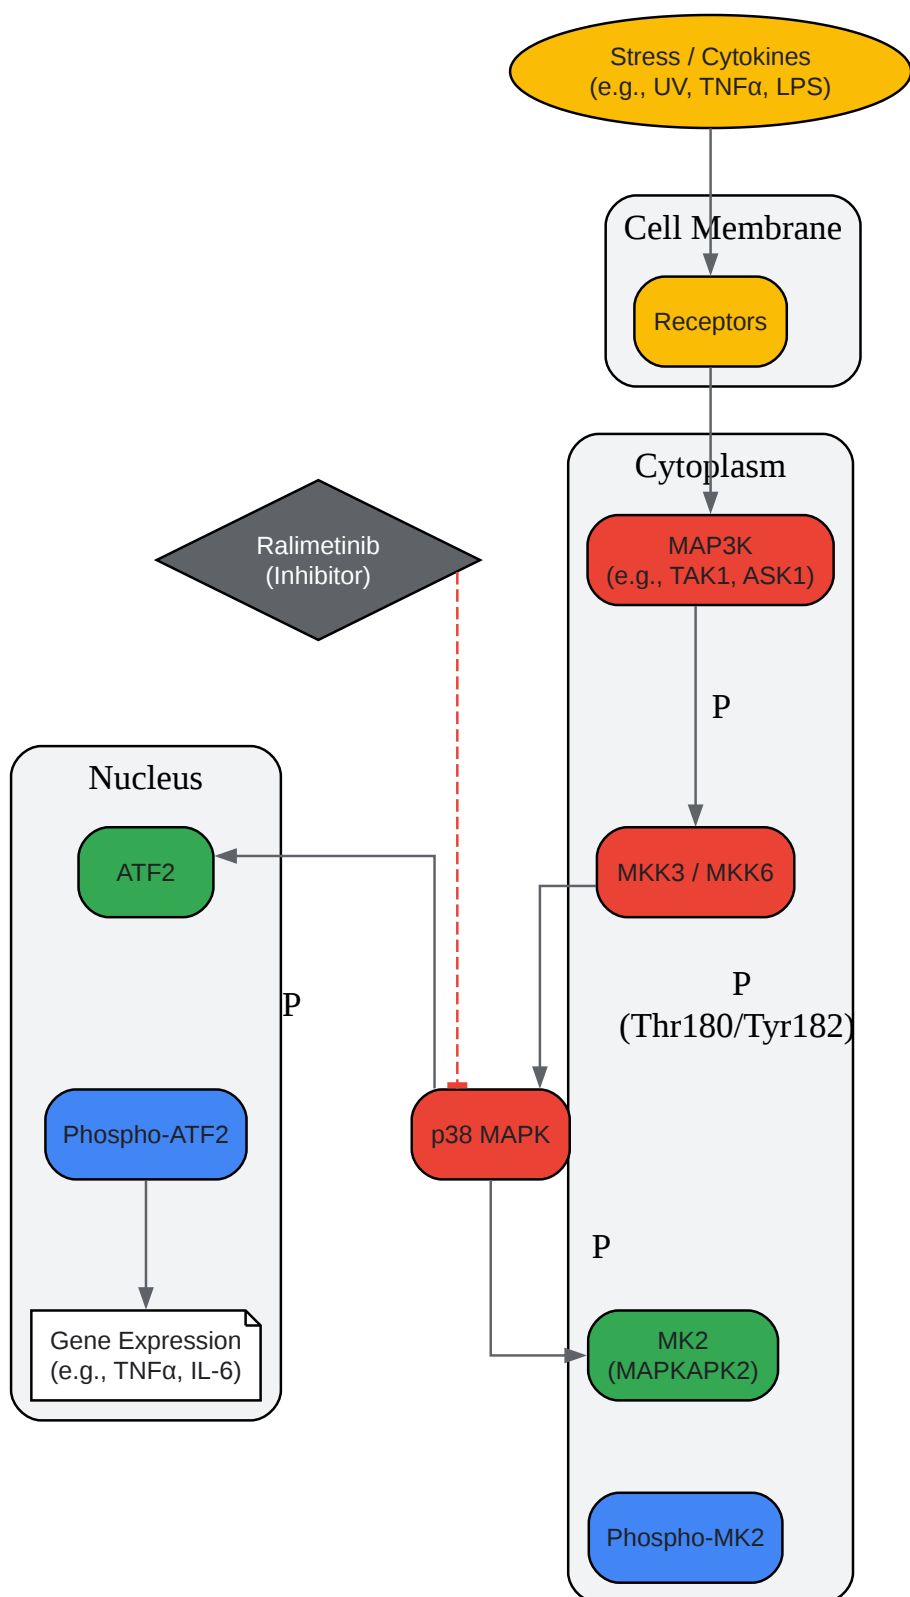 Stress / Cytokines
(e.g., UV, TNFα, LPS)
Cell Membrane
Receptors
Cytoplasm
MAP3K
(e.g., TAK1, ASK1)
Ralimetinib
(Inhibitor)
P
Nucleus
ATF2
MKK3 / MKK6
P
P
(Thr180/Tyr182)
Phospho-ATF2
p38 MAPK
P
Gene Expression
(e.g., TNFα, IL-6)
MK2
(MAPKAPK2)
Phospho-MK2